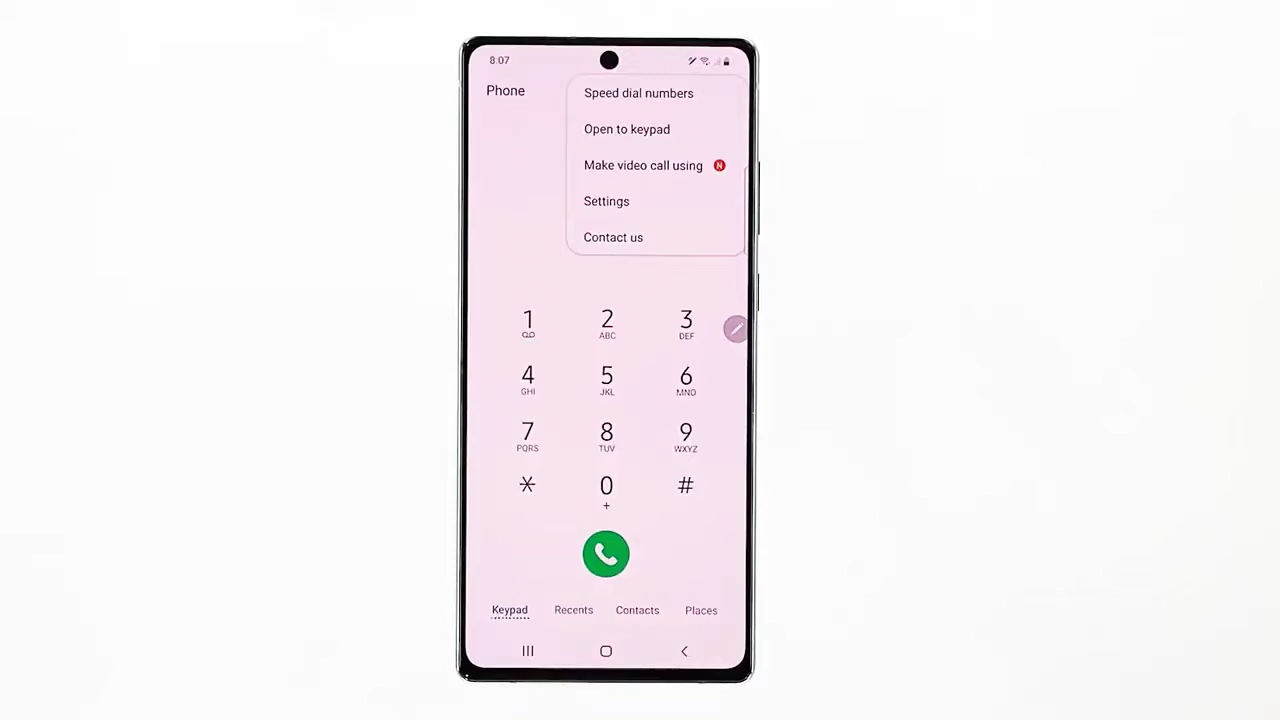 8:07
Phone
Speed dial numbers
Open to keypad
Make video call using N
Settings
Contact us
1 2 3
ABC DEF
4 5 6
GHI JKL MNO
7 8 9
PQRS TUV WXYZ
* 0 #
+
Keypad Recents Contacts Places